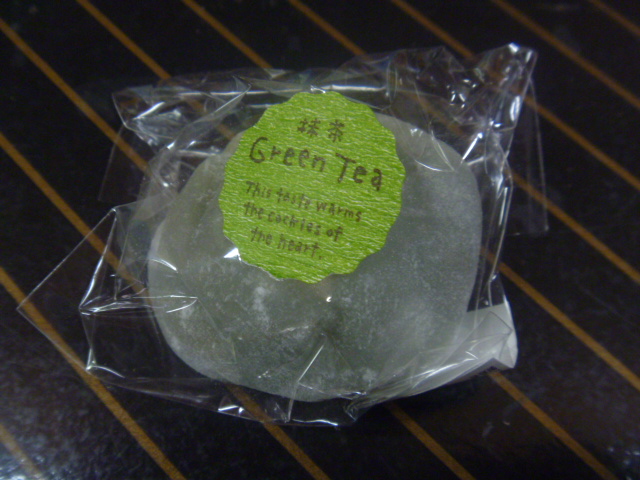 抹茶
Green Tea
This taste warms
the cockles of
the heart.